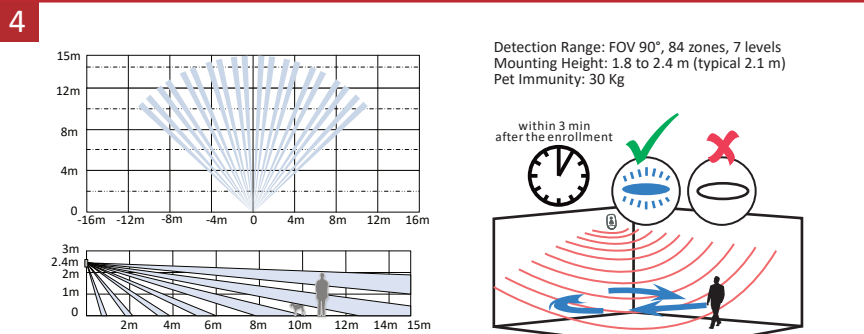 4
15m
12m
8m
4m
0
-16m -12m -8m -4m 0 4m 8m 12m 16m
3m
2.4m
2m
1m
0
2m 4m 6m 8m 10m 12m 14m 15m
Detection Range: FOV 90°, 84 zones, 7 levels
Mounting Height: 1.8 to 2.4 m (typical 2.1 m)
Pet Immunity: 30 Kg
within 3 min
after the enrollment